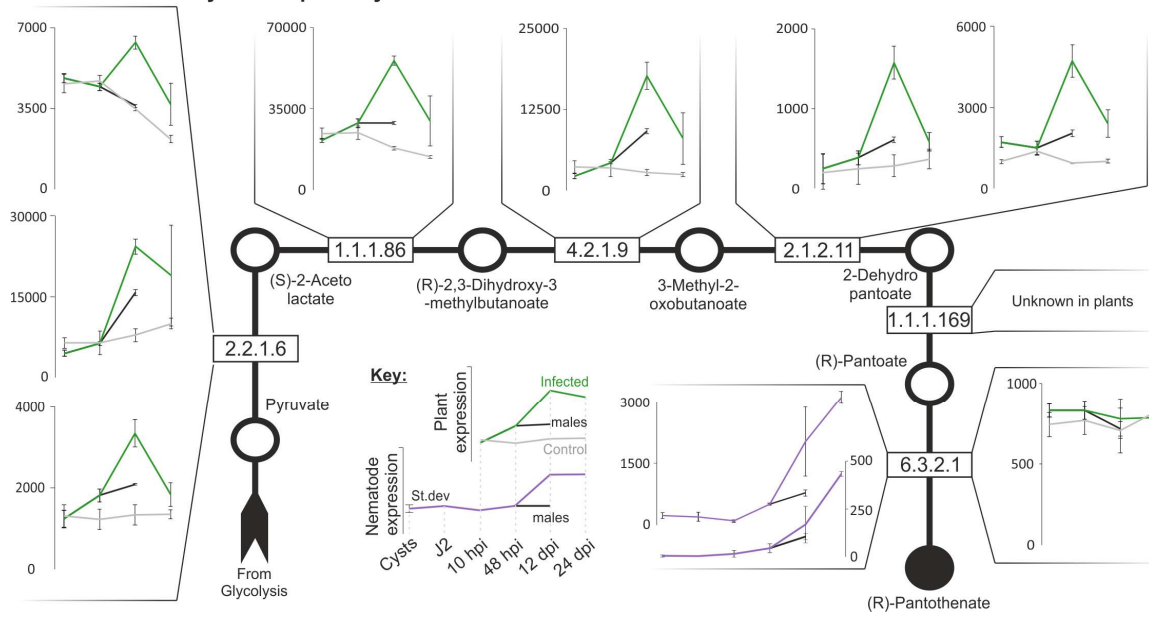 7000
3500
0
70000
35000
0
25000
12500
0
2000
1000
0
6000
3000
0
30000
15000
0
1.1.1.86
4.2.1.9
2.1.2.11
(S)-2-Aceto
lactate
(R)-2,3-Dihydroxy-3
-methylbutanoate
3-Methyl-2-
oxobutanoate
2-Dehydro
pantoate
Unknown in plants
1.1.1.169
2.2.1.6
(R)-Pantoate
Key:
Plant
expression
Infected
males
Control
Nematode
expression
St.dev
males
Cysts
J2
10 hpi
48 hpi
12 dpi
24 dpi
Pyruvate
4000
2000
0
From
Glycolysis
3000
1500
0
500
250
0
6.3.2.1
1000
500
0
(R)-Pantothenate